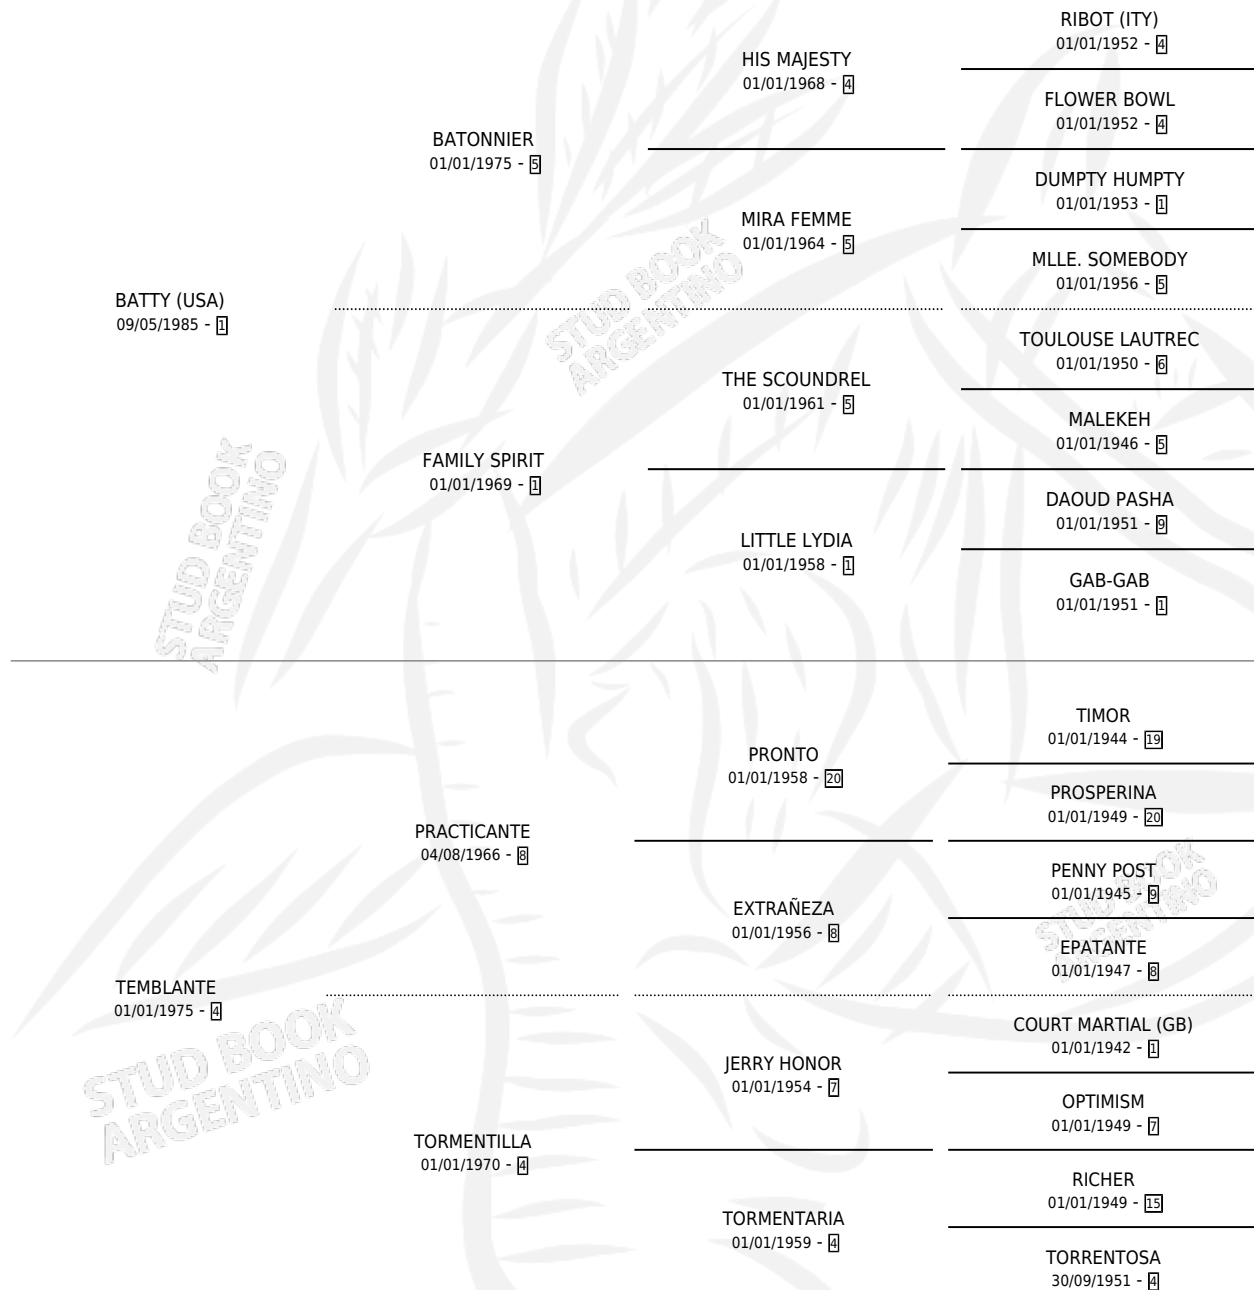 RIBOT (ITY)
01/01/1952 - 4
HIS MAJESTY
01/01/1968 - 4
FLOWER BOWL
01/01/1952 - 4
BATONNIER
01/01/1975 - 5
DUMPTY HUMPTY
01/01/1953 - 1
MIRA FEMME
01/01/1964 - 5
MLLE. SOMEBODY
01/01/1956 - 5
BATTY (USA)
09/05/1985 - 1
TOULOUSE LAUTREC
01/01/1950 - 6
THE SCOUNDREL
01/01/1961 - 5
MALEKEH
01/01/1946 - 5
FAMILY SPIRIT
01/01/1969 - 1
DAOUD PASHA
01/01/1951 - 9
LITTLE LYDIA
01/01/1958 - 1
GAB-GAB
01/01/1951 - 1
TIMOR
01/01/1944 - 19
PRONTO
01/01/1958 - 20
PROSPERINA
01/01/1949 - 20
PRACTICANTE
04/08/1966 - 8
PENNY POST
01/01/1945 - 9
EXTRAÑEZA
01/01/1956 - 8
EPATANTE
01/01/1947 - 8
TEMBLANTE
01/01/1975 - 4
COURT MARTIAL (GB)
01/01/1942 - 1
JERRY HONOR
01/01/1954 - 7
OPTIMISM
01/01/1949 - 7
TORMENTILLA
01/01/1970 - 4
RICHER
01/01/1949 - 15
TORMENTARIA
01/01/1959 - 4
TORRENTOSA
30/09/1951 - 4
STUD BOOK
ARGENTINO
STUD BOOK
ARGENTINO
STUD BOOK
ARGENTINO
STUD BOOK
ARGENTINO